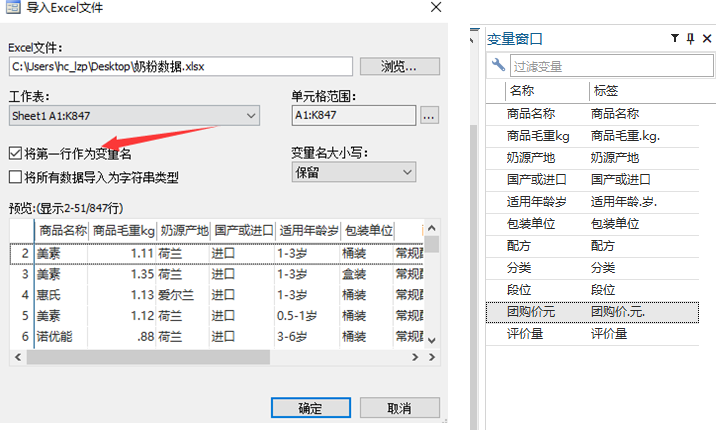 导入Excel文件
Excel文件:
C:\Users\hc_lzp\Desktop\奶粉数据.xlsx
浏览...
工作表:
单元格范围:
Sheet1 A1:K847
A1:K847
...
将第一行作为变量名
变量名大小写:
将所有数据导入为字符串类型
保留
预览:(显示2-51/847行)
商品名称 商品毛重kg 奶源产地 国产或进口 适用年龄岁 包装单位
2 美素 1.11 荷兰 进口 1-3岁 桶装 常规配
3 美素 1.35 荷兰 进口 1-3岁 盒装 常规配
4 惠氏 1.13 爱尔兰 进口 1-3岁 桶装 常规配
5 美素 1.12 荷兰 进口 0.5-1岁 桶装 常规配
6 诺优能 .88 荷兰 进口 3-6岁 桶装 常规配
确定
取消
变量窗口
过滤变量
名称 标签
商品名称 商品名称
商品毛重kg 商品毛重.kg.
奶源产地 奶源产地
国产或进口 国产或进口
适用年龄岁 适用年龄.岁.
包装单位 包装单位
配方 配方
分类 分类
段位 段位
团购价元 团购价.元.
评价量 评价量